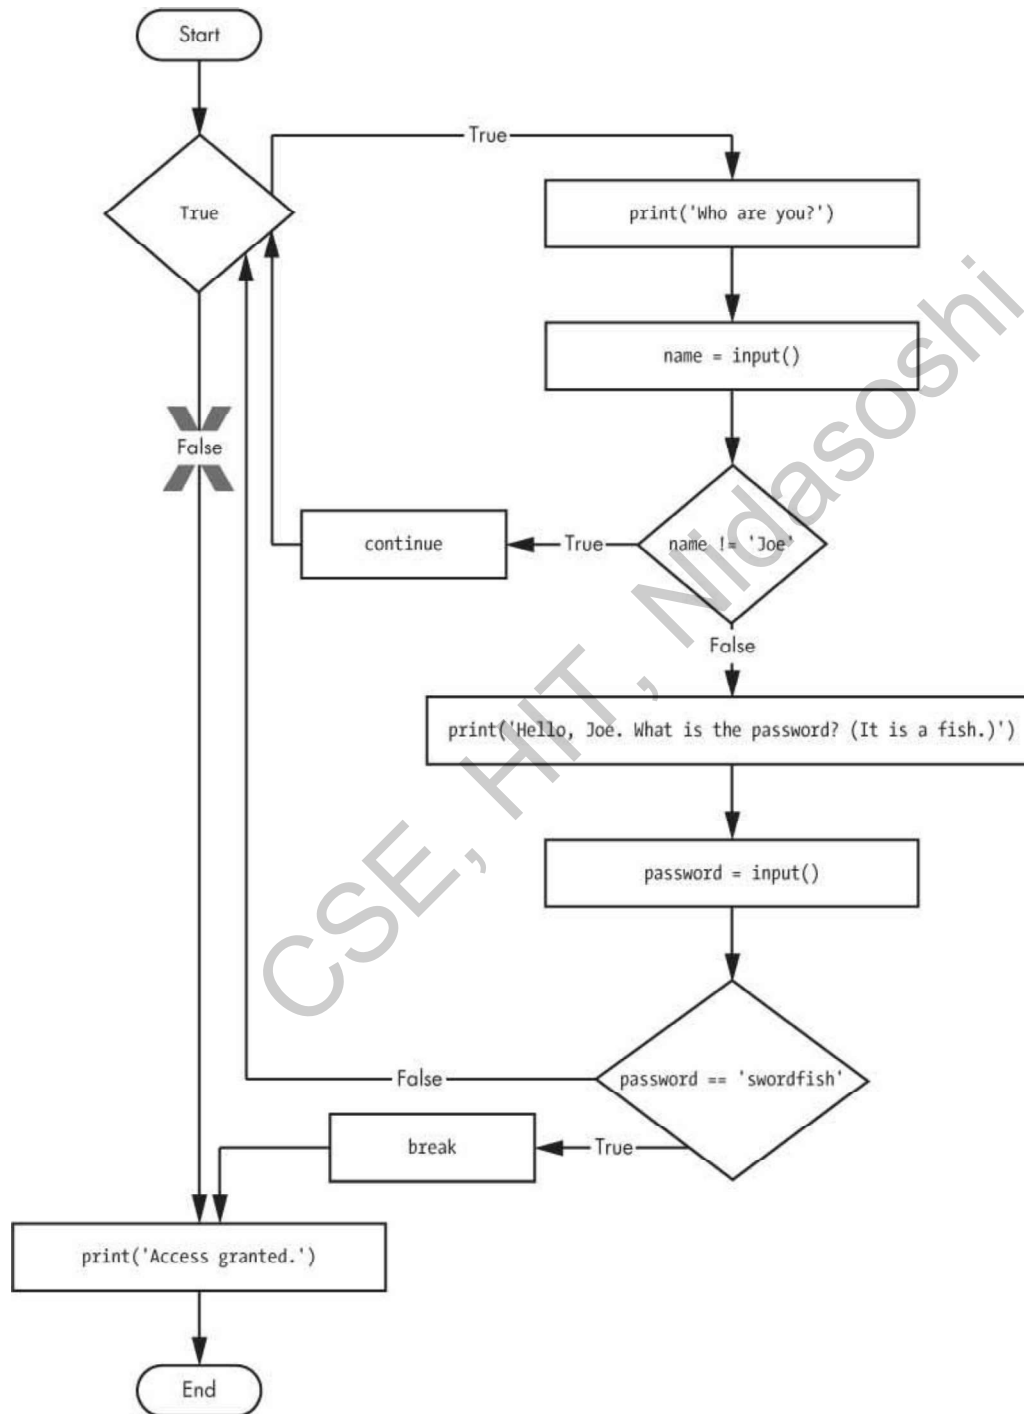 Start
True
True
print('Who are you?')
name = input()
False
continue
True
name != 'Joe'
False
print('Hello, Joe. What is the password? (It is a fish.)')
password = input()
False
password == 'swordfish'
break
True
print('Access granted.')
End
CSE, HIT, Nidasoshi